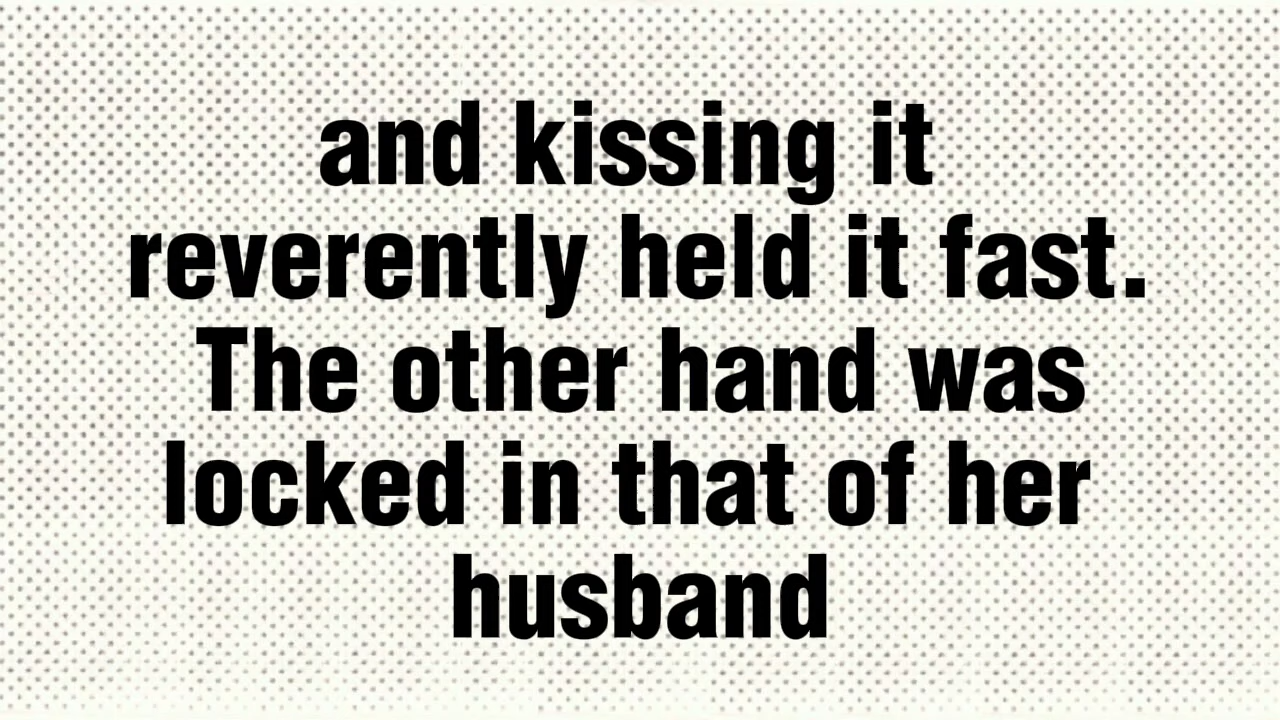 and kissing it
reverently held it fast.
The other hand was
locked in that of her
husband